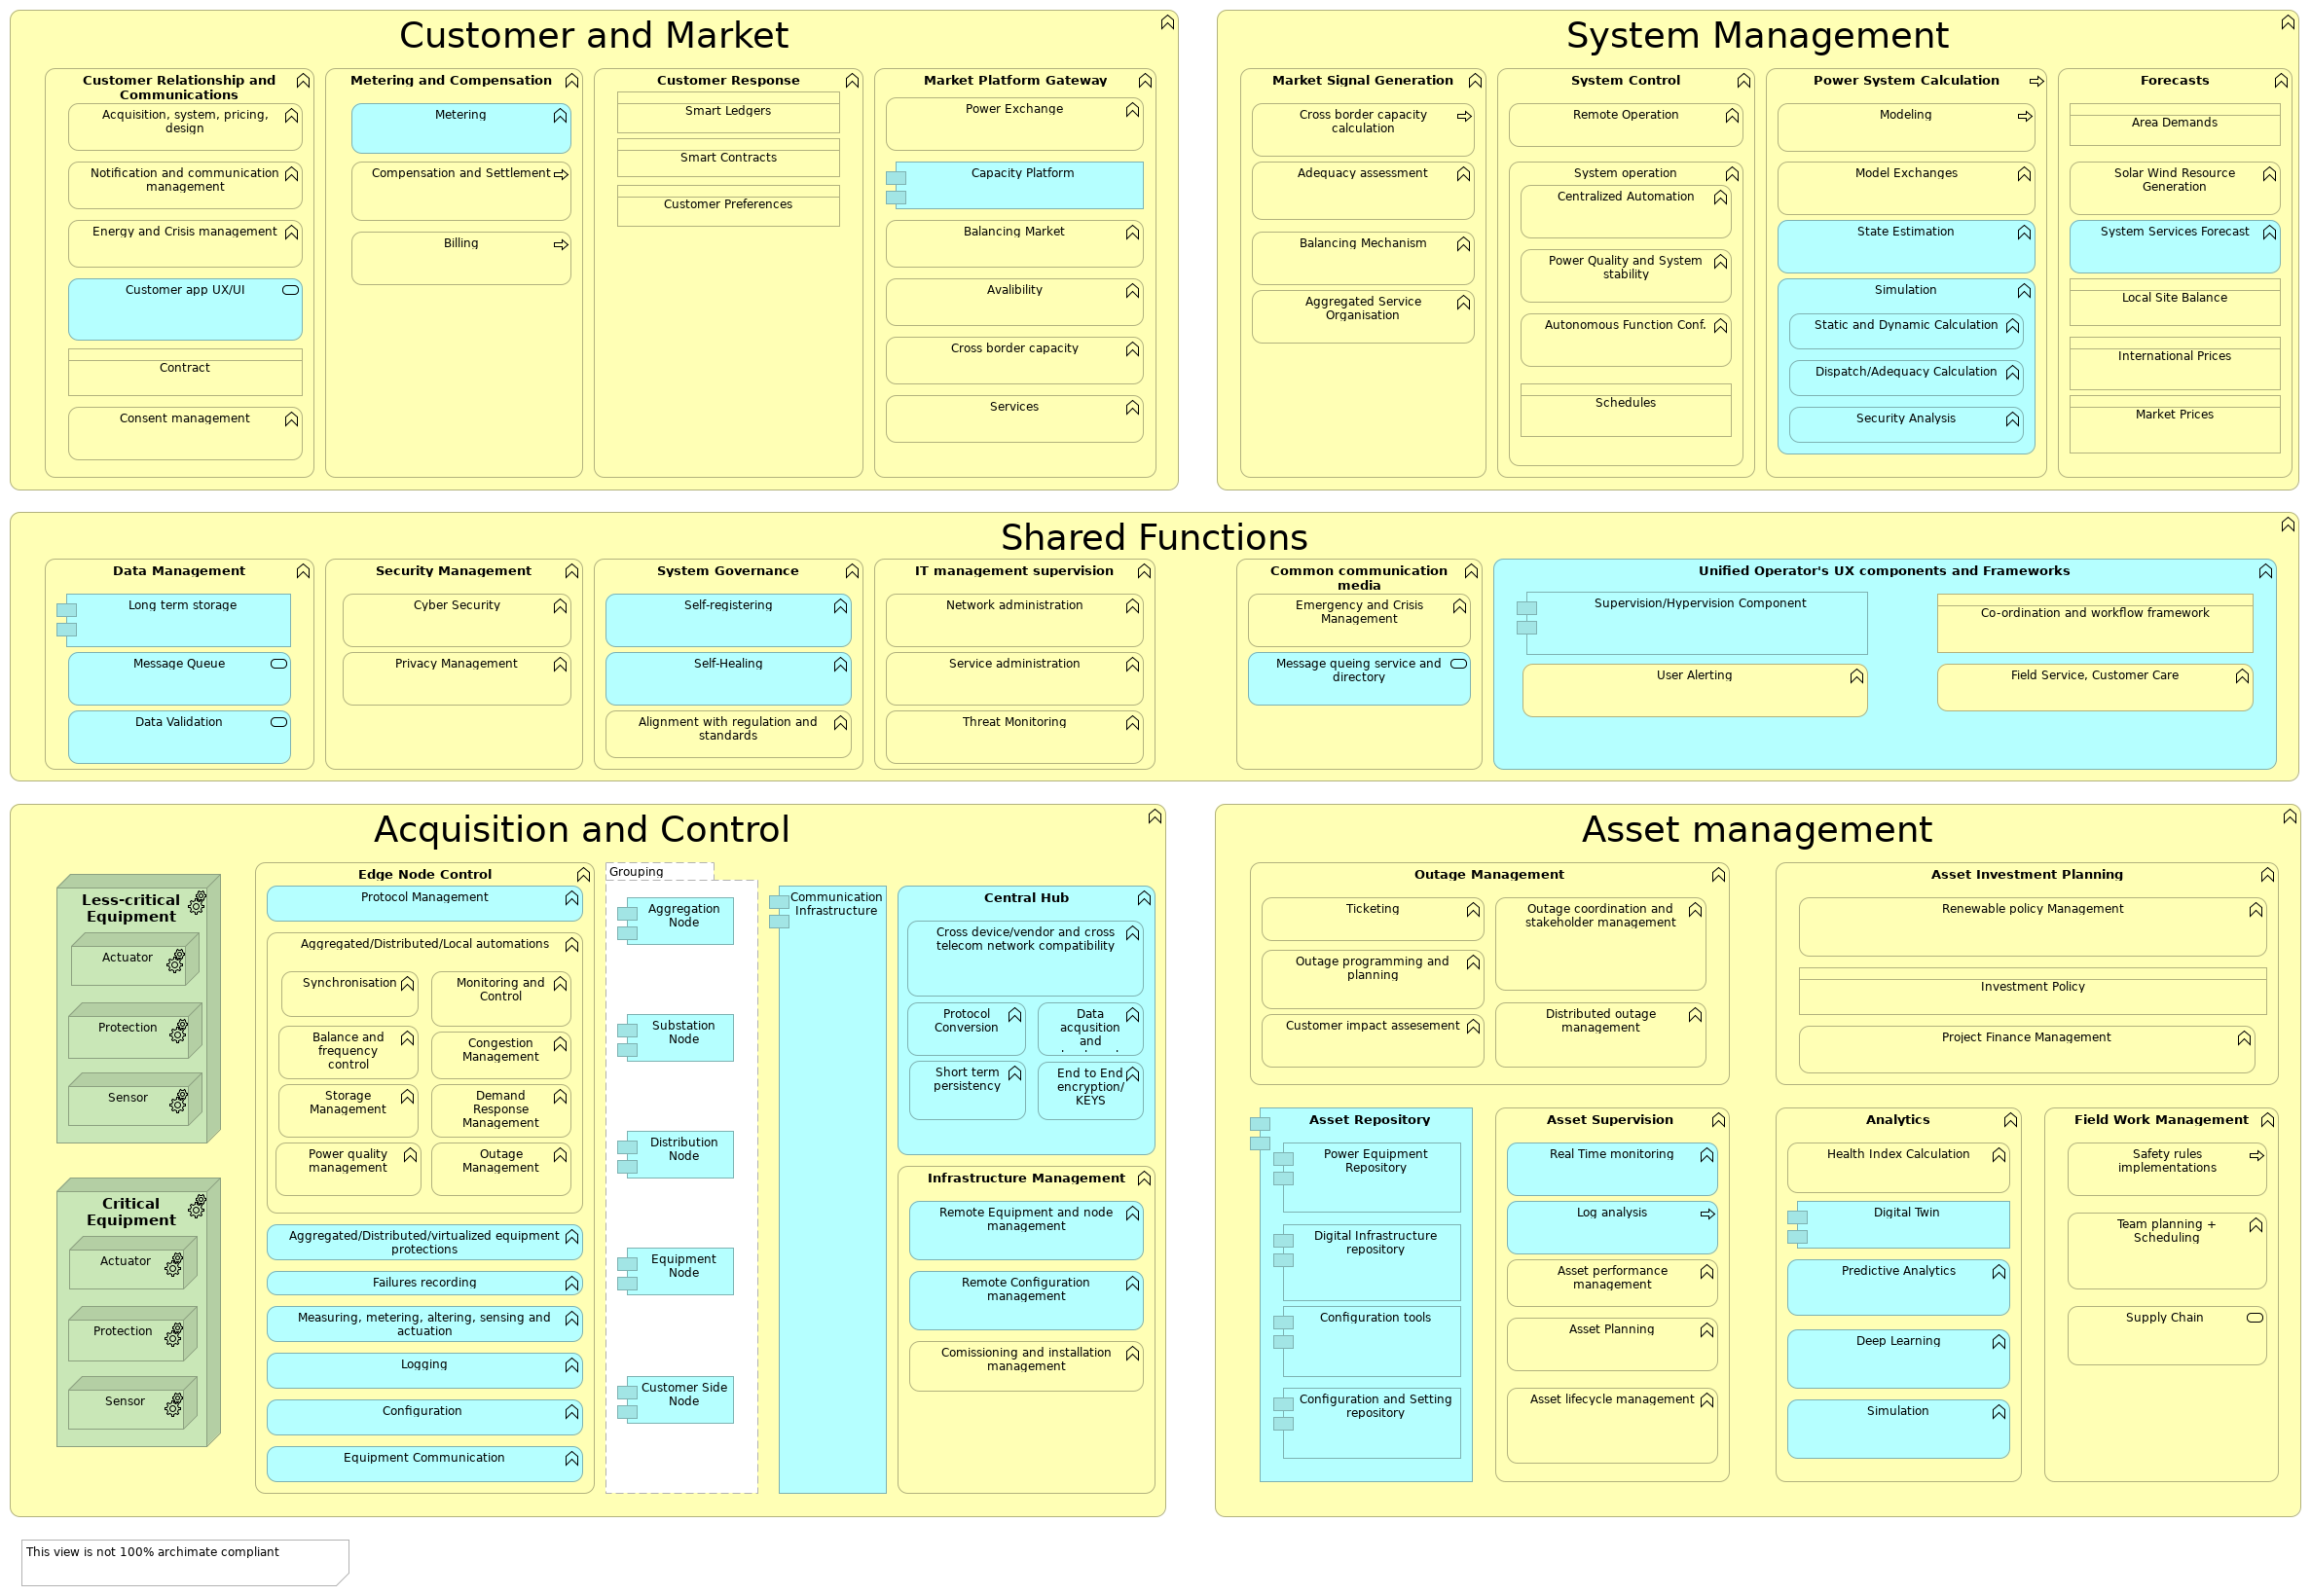 Customer and Market
Customer Relationship and
Communications
Acquisition, system, pricing,
design
Notification and communication
management
Energy and Crisis management
Customer app UX/UI
Contract
Consent management
Metering and Compensation
Metering
Compensation and Settlement
Billing
Customer Response
Smart Ledgers
Smart Contracts
Customer Preferences
Market Platform Gateway
Power Exchange
Capacity Platform
Balancing Market
Avalibility
Cross border capacity
Services
System Management
Market Signal Generation
Cross border capacity
calculation
Adequacy assessment
Balancing Mechanism
Aggregated Service
Organisation
System Control
Remote Operation
System operation
Centralized Automation
Power Quality and System
stability
Autonomous Function Conf.
Schedules
Power System Calculation
Modeling
Model Exchanges
State Estimation
Simulation
Static and Dynamic Calculation
Dispatch/Adequacy Calculation
Security Analysis
Forecasts
Area Demands
Solar Wind Resource
Generation
System Services Forecast
Local Site Balance
International Prices
Market Prices
Shared Functions
Data Management
Long term storage
Message Queue
Data Validation
Security Management
Cyber Security
Privacy Management
System Governance
Self-registering
Self-Healing
Alignment with regulation and
standards
IT management supervision
Network administration
Service administration
Threat Monitoring
Common communication
media
Emergency and Crisis
Management
Message queing service and
directory
Unified Operator's UX components and Frameworks
Supervision/Hypervision Component
User Alerting
Co-ordination and workflow framework
Field Service, Customer Care
Acquisition and Control
Less-critical
Equipment
Actuator
Protection
Sensor
Critical
Equipment
Actuator
Protection
Sensor
Edge Node Control
Protocol Management
Aggregated/Distributed/Local automations
Synchronisation
Monitoring and
Control
Balance and
frequency
control
Congestion
Management
Storage
Management
Demand
Response
Management
Power quality
management
Outage
Management
Aggregated/Distributed/virtualized equipment
protections
Failures recording
Measuring, metering, altering, sensing and
actuation
Logging
Configuration
Equipment Communication
Grouping
Aggregation
Node
Substation
Node
Distribution
Node
Equipment
Node
Customer Side
Node
Communication
Infrastructure
Central Hub
Cross device/vendor and cross
telecom network compatibility
Protocol
Conversion
Data
acqusition
and
Short term
persistency
End to End
encryption/
KEYS
Infrastructure Management
Remote Equipment and node
management
Remote Configuration
management
Comissioning and installation
management
Asset management
Outage Management
Ticketing
Outage programming and
planning
Customer impact assesement
Outage coordination and
stakeholder management
Distributed outage
management
Asset Investment Planning
Renewable policy Management
Investment Policy
Project Finance Management
Asset Repository
Power Equipment
Repository
Digital Infrastructure
repository
Configuration tools
Configuration and Setting
repository
Asset Supervision
Real Time monitoring
Log analysis
Asset performance
management
Asset Planning
Asset lifecycle management
Analytics
Health Index Calculation
Digital Twin
Predictive Analytics
Deep Learning
Simulation
Field Work Management
Safety rules
implementations
Team planning +
Scheduling
Supply Chain
This view is not 100% archimate compliant